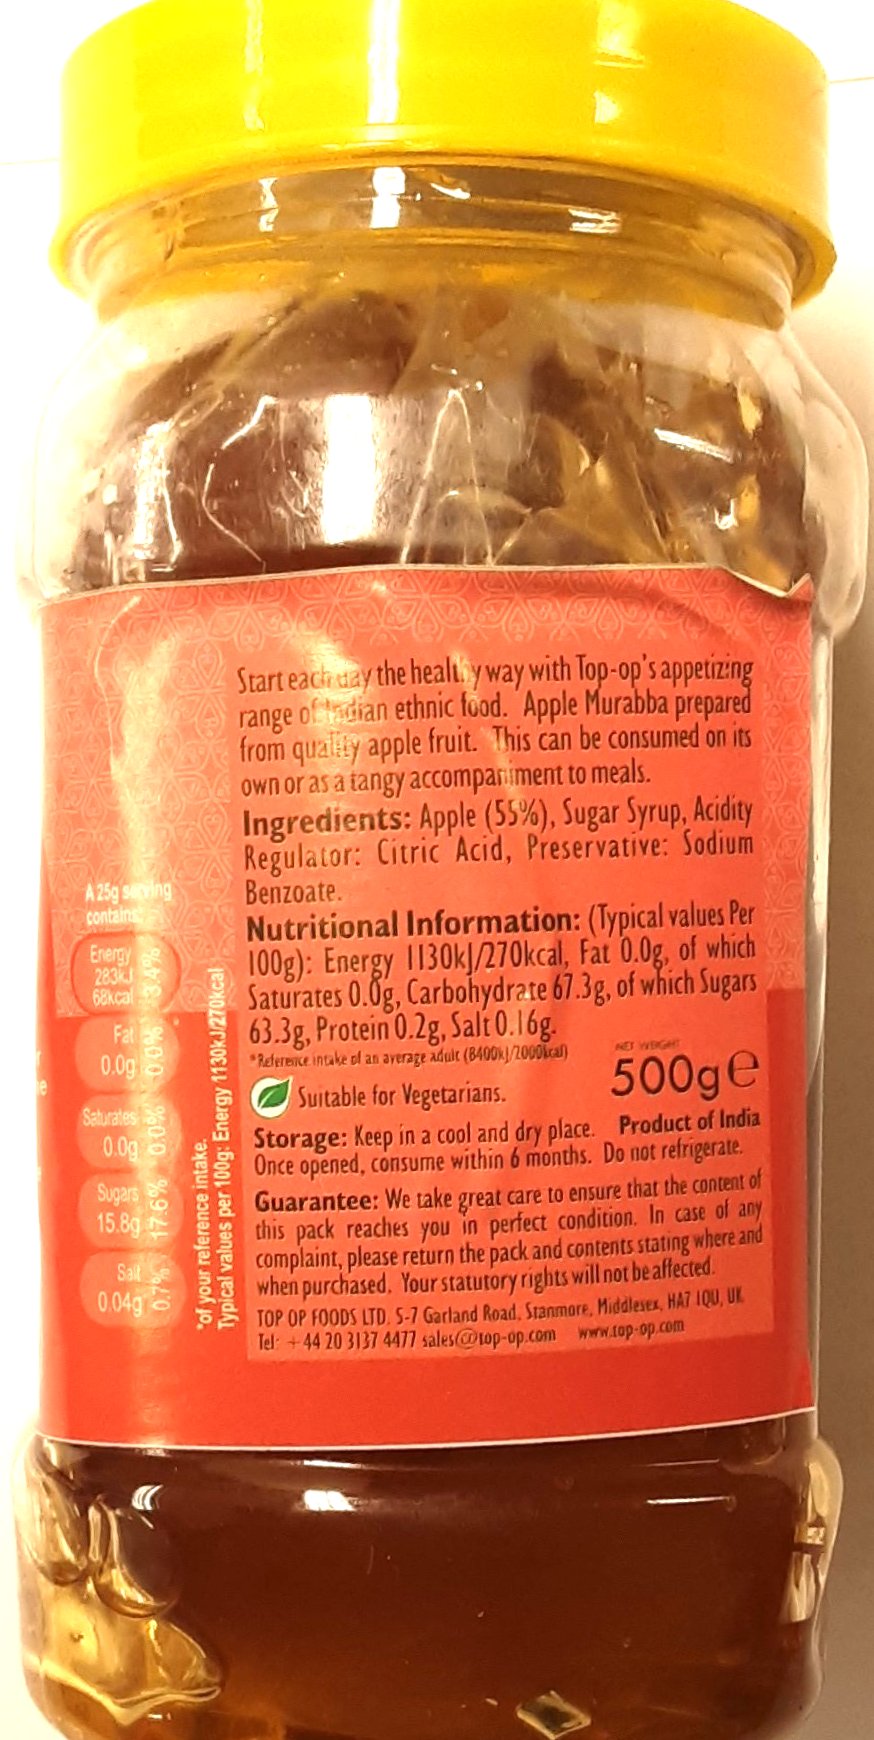 Start each day the healthy way with Top-op's appetizing
range of Indian ethnic food. Apple Murabba prepared
from quality apple fruit. This can be consumed on its
own or as a tangy accompaniment to meals.
Ingredients: Apple (55%), Sugar Syrup, Acidity
Regulator: Citric Acid, Preservative: Sodium
Benzoate.
Nutritional Information: (Typical values Per
100g): Energy 1130kJ/270kcal, Fat 0.0g, of which
Saturates 0.0g, Carbohydrate 67.3g, of which Sugars
63.3g, Protein 0.2g, Salt 0.16g.
*Reference intake of an average adult (8400kJ/2000kcal)
NET WEIGHT
500g℮
Suitable for Vegetarians.
Storage: Keep in a cool and dry place. Product of India
Once opened, consume within 6 months. Do not refrigerate.
Guarantee: We take great care to ensure that the content of
this pack reaches you in perfect condition. In case of any
complaint, please return the pack and contents stating where and
when purchased. Your statutory rights will not be affected.
TOP OP FOODS LTD. 5-7 Garland Road, Stanmore, Middlesex, HA7 1QU, UK
Tel: +44 20 3137 4477 sales@top-op.com www.top-op.com
A 25g serving
contains:
Energy
283kJ
68kcal
3.4%
Fat
0.0g
0.0%
Saturates
0.0g
0.0%
Sugars
15.8g
17.6%
Salt
0.04g
0.7%
*of your reference intake.
Typical values per 100g: Energy 1130kJ/270kcal